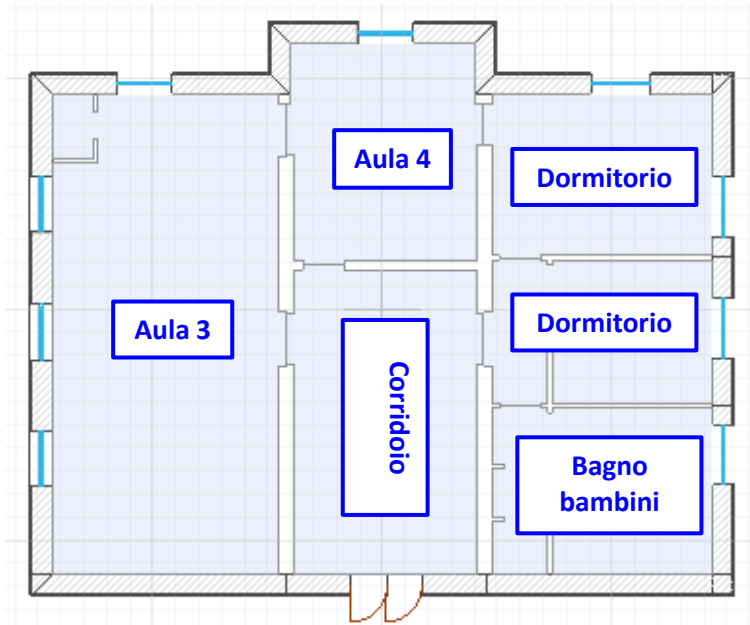 Aula 4
Dormitorio
Aula 3
Dormitorio
Corridoio
Bagno
bambini